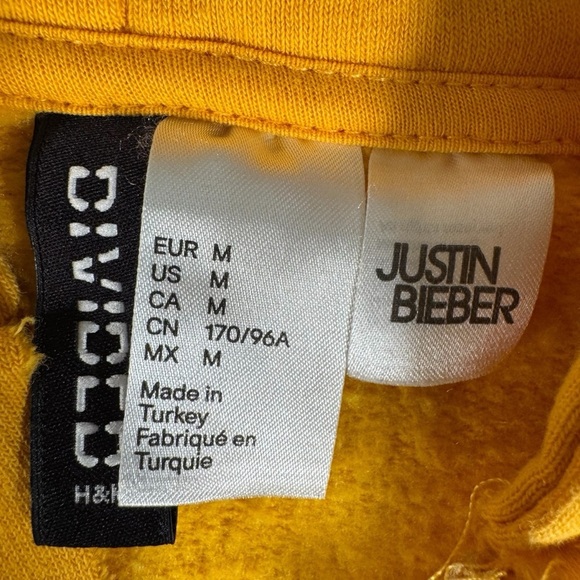 DIVIDED
EUR M
US M
CA M
CN 170/96A
MX M
Made in
Turkey
Fabriqué en
Turquie
JUSTIN
BIEBER